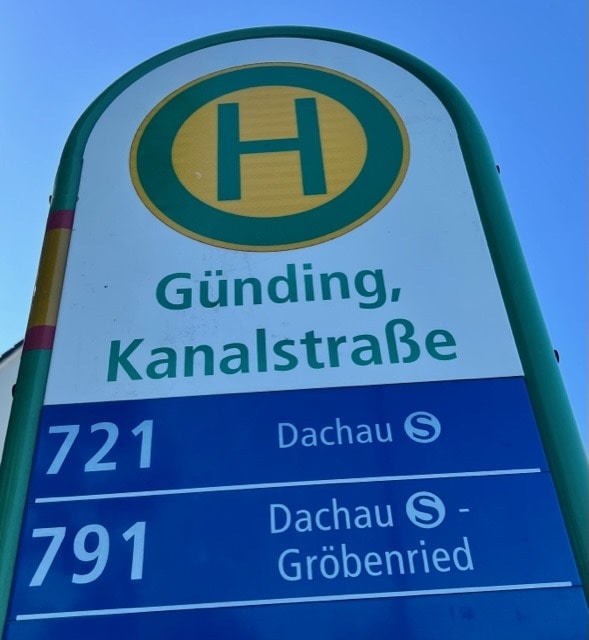 H
Günding,
Kanalstraße
721 Dachau S
791 Dachau S -
Gröbenried